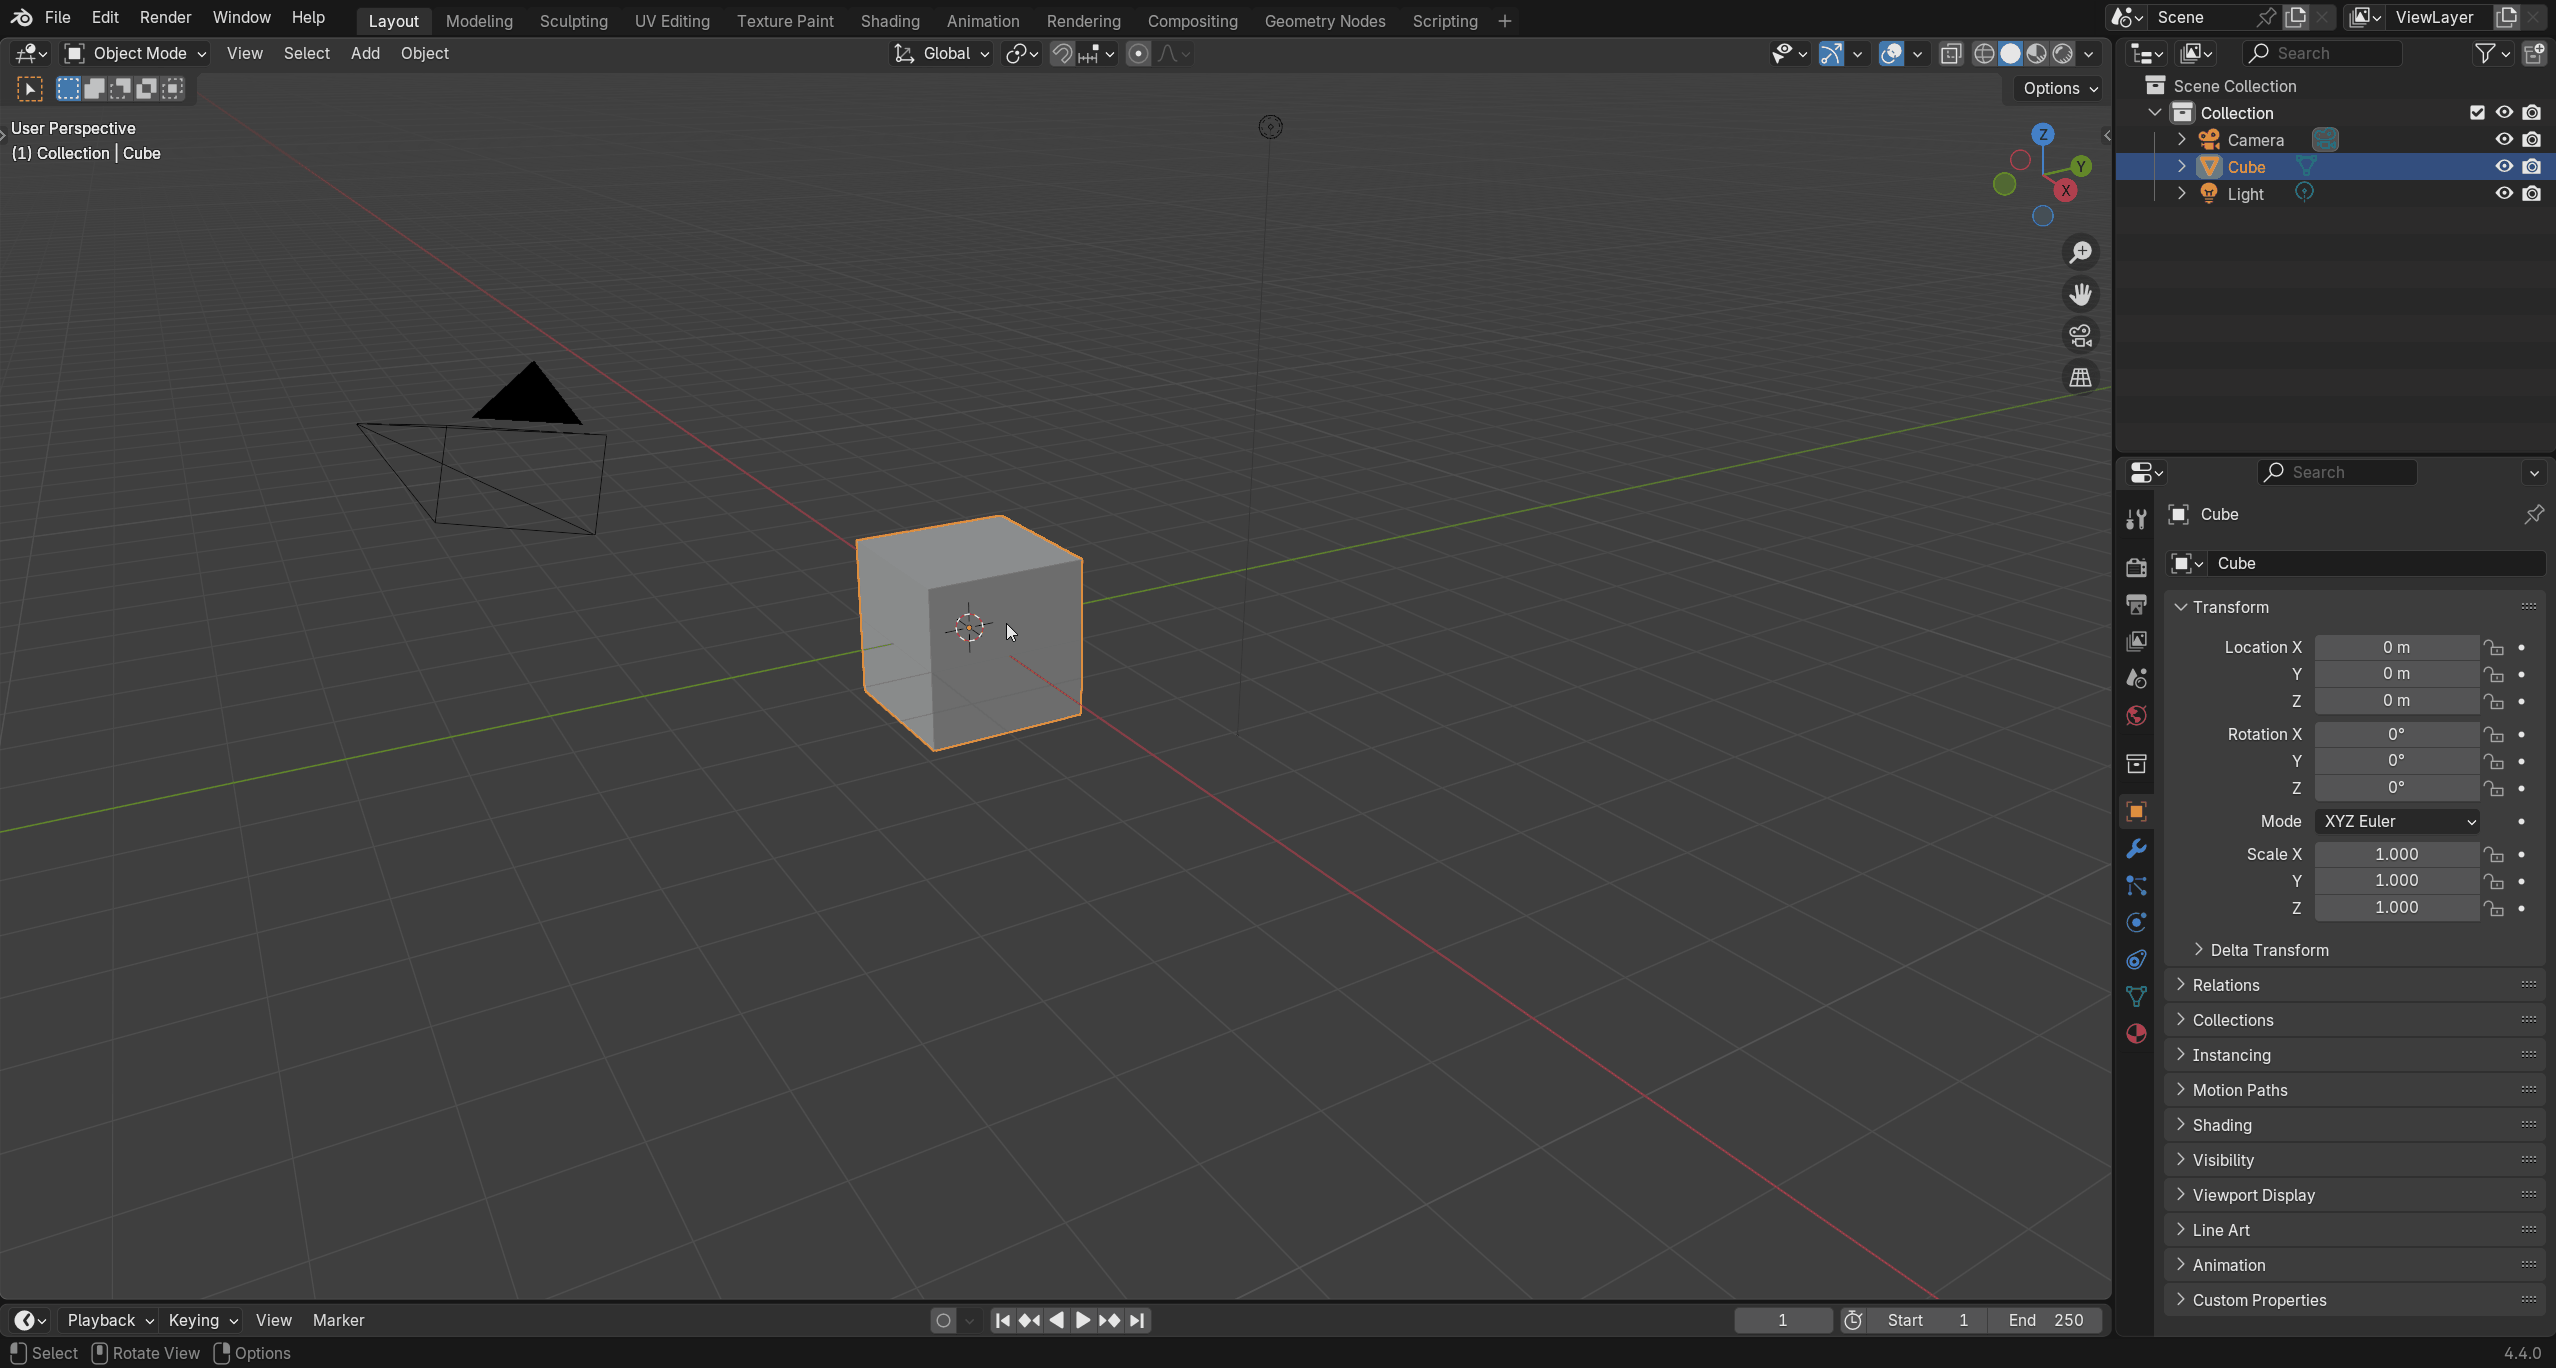 File Edit Render Window Help Layout Modeling Sculpting UV Editing Texture Paint Shading Animation Rendering Compositing Geometry Nodes Scripting + Scene ViewLayer
Object Mode View Select Add Object Global Search
Options
User Perspective
(1) Collection | Cube
Z
Y
X
Scene Collection
Collection
Camera
Cube
Light
Search
Cube
Cube
Transform
Location X 0 m
Y 0 m
Z 0 m
Rotation X 0°
Y 0°
Z 0°
Mode XYZ Euler
Scale X 1.000
Y 1.000
Z 1.000
Delta Transform
Relations
Collections
Instancing
Motion Paths
Shading
Visibility
Viewport Display
Line Art
Animation
Custom Properties
Playback Keying View Marker 1 Start 1 End 250
Select Rotate View Options 4.4.0